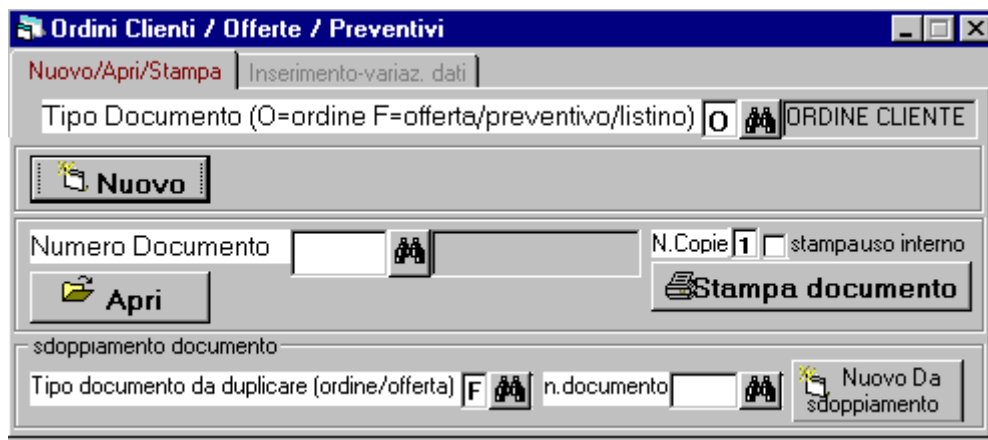 Ordini Clienti / Offerte / Preventivi
Nuovo/Apri/Stampa Inserimento-variaz. dati
Tipo Documento (O=ordine F=offerta/preventivo/listino) O ORDINE CLIENTE
Nuovo
Numero Documento N.Copie 1 stampa uso interno
Apri Stampa documento
sdoppiamento documento
Tipo documento da duplicare (ordine/offerta) F n.documento Nuovo Da
sdoppiamento